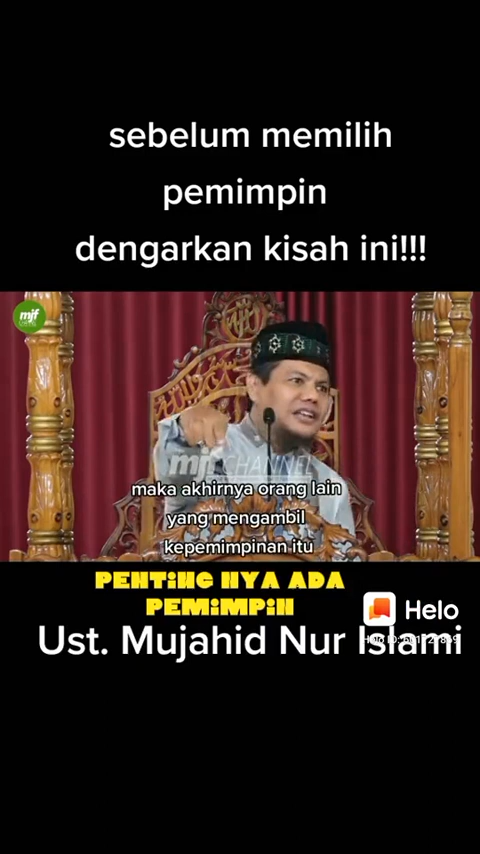 sebelum memilih
pemimpin
dengarkan kisah ini!!!
mjf
mjf CHANNEL
maka akhirnya orang lain
yang mengambil
kepemimpinan itu
PENTING NYA ADA
PEMIMPIN
Helo
Ust. Mujahid Nur Islami